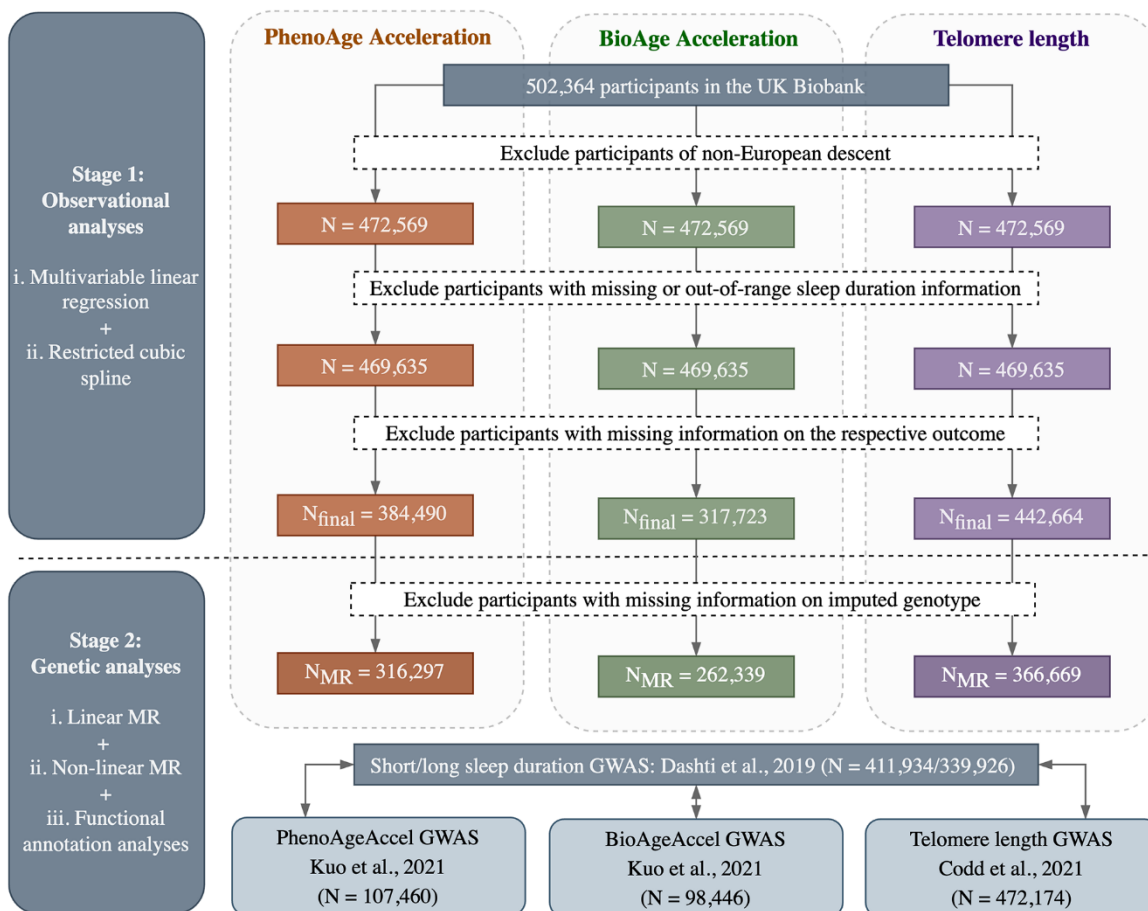 PhenoAge Acceleration
BioAge Acceleration
Telomere length
502,364 participants in the UK Biobank
Exclude participants of non-European descent
Stage 1:
Observational
analyses
i. Multivariable linear
regression
+
ii. Restricted cubic
spline
N = 472,569
N = 472,569
N = 472,569
Exclude participants with missing or out-of-range sleep duration information
N = 469,635
N = 469,635
N = 469,635
Exclude participants with missing information on the respective outcome
Nfinal = 384,490
Nfinal = 317,723
Nfinal = 442,664
Stage 2:
Genetic analyses
i. Linear MR
+
ii. Non-linear MR
+
iii. Functional
annotation analyses
Exclude participants with missing information on imputed genotype
NMR = 316,297
NMR = 262,339
NMR = 366,669
Short/long sleep duration GWAS: Dashti et al., 2019 (N = 411,934/339,926)
PhenoAgeAccel GWAS
Kuo et al., 2021
(N = 107,460)
BioAgeAccel GWAS
Kuo et al., 2021
(N = 98,446)
Telomere length GWAS
Codd et al., 2021
(N = 472,174)